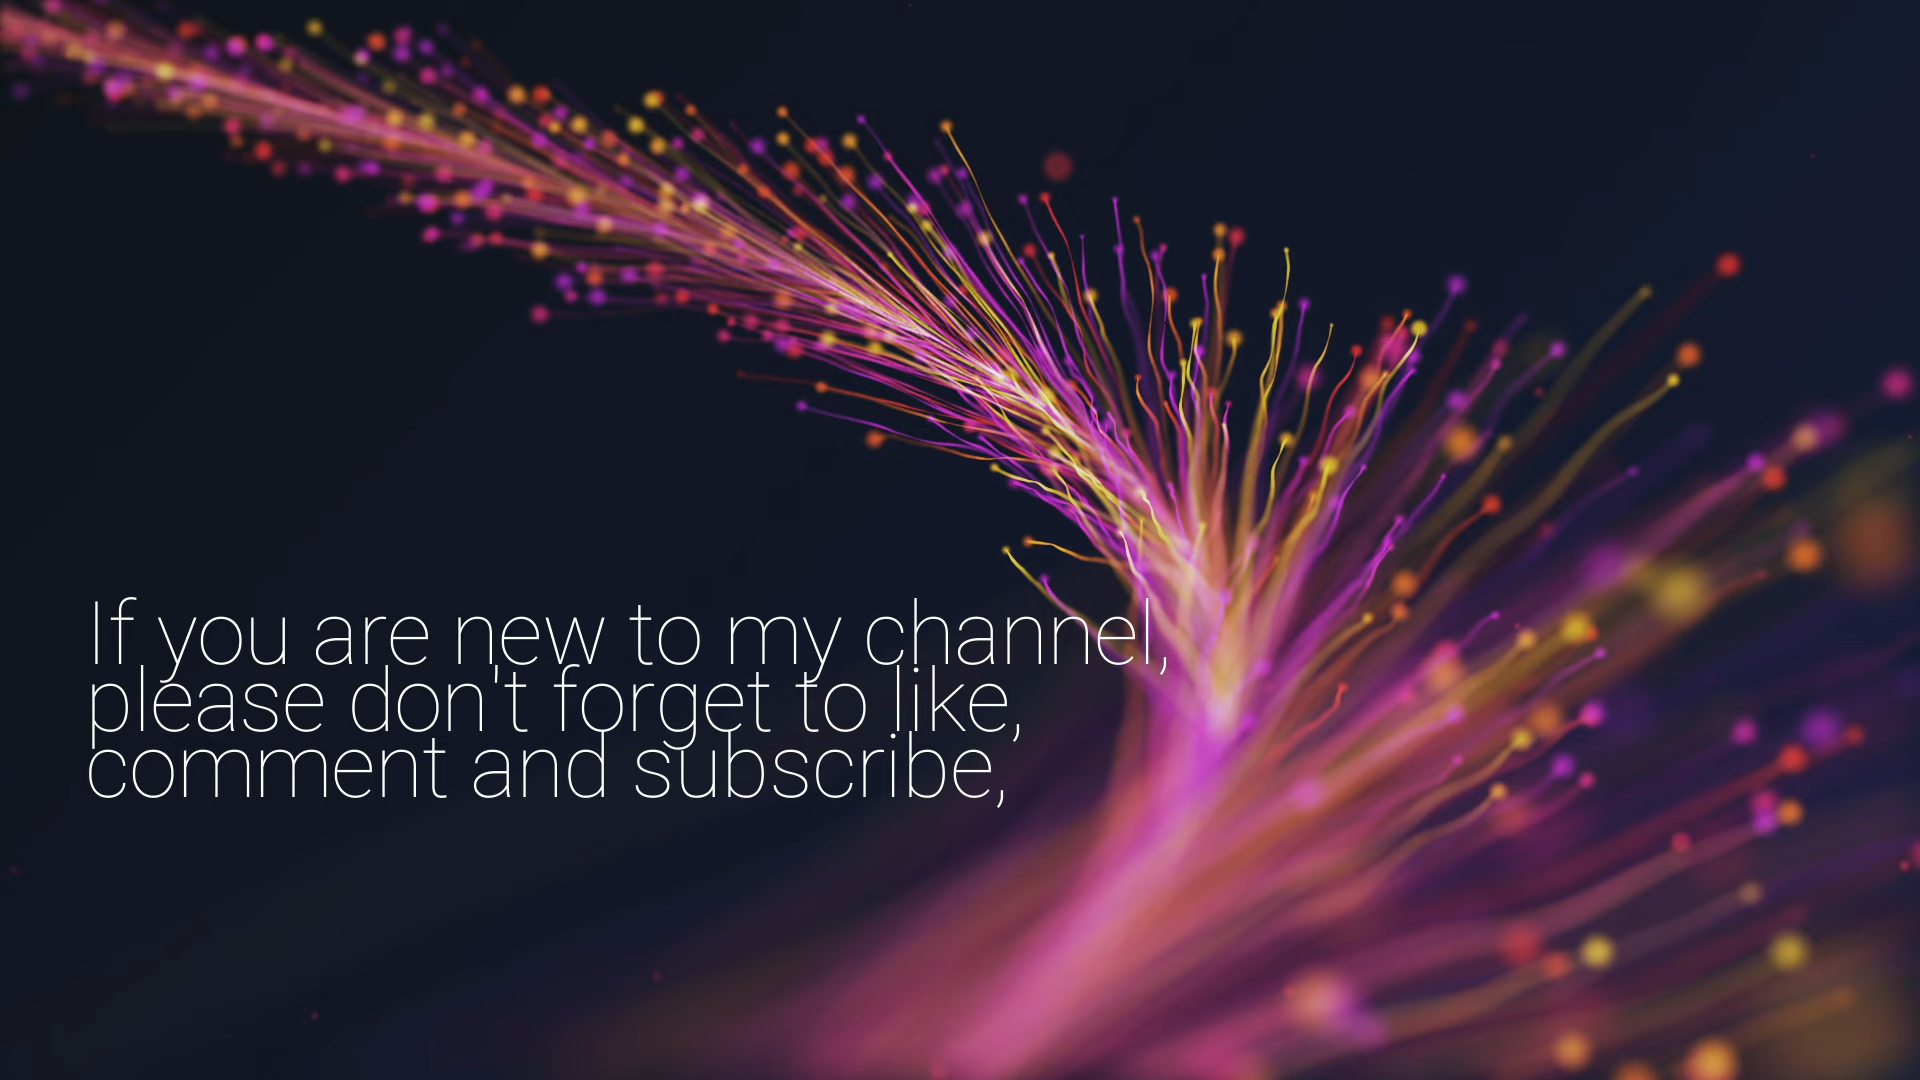 If you are new to my channel,
please don't forget to like,
comment and subscribe,